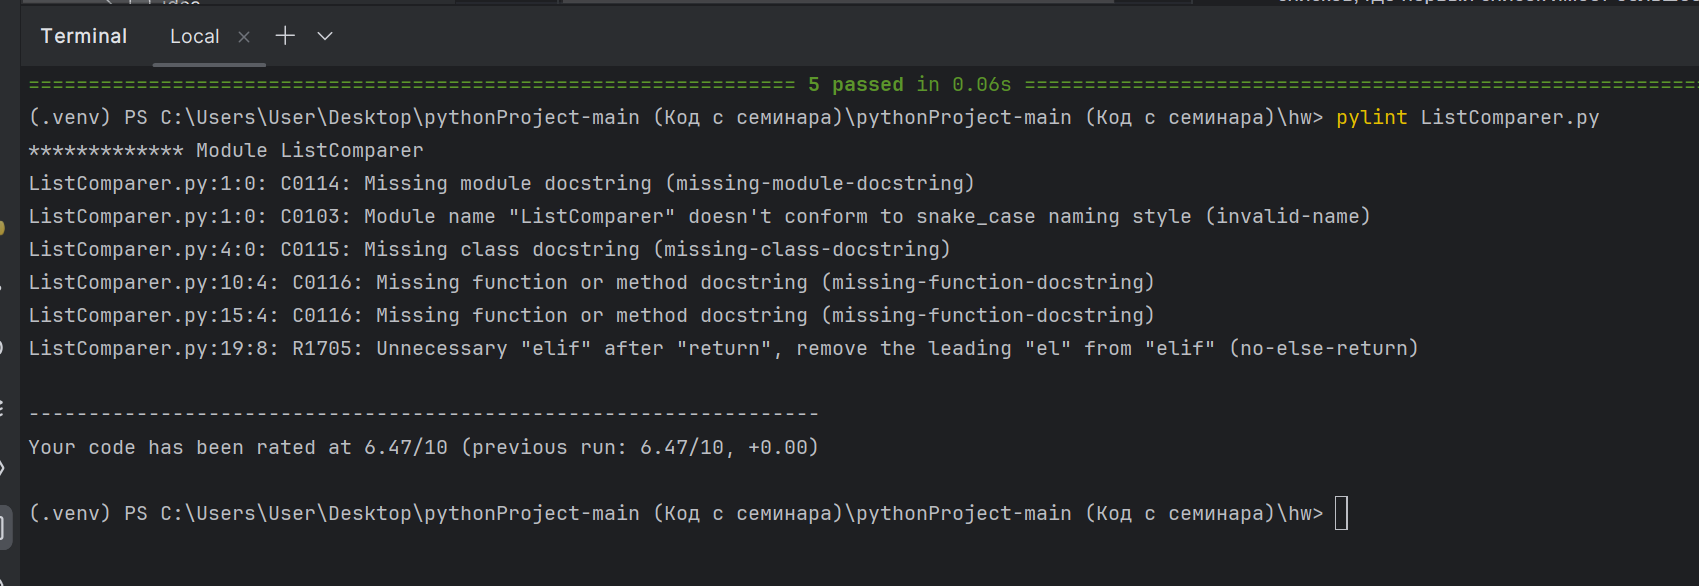 Terminal Local × + 
============================================================== 5 passed in 0.06s ========================================================
(.venv) PS C:\Users\User\Desktop\pythonProject-main (Код с семинара)\pythonProject-main (Код с семинара)\hw> pylint ListComparer.py
************* Module ListComparer
ListComparer.py:1:0: C0114: Missing module docstring (missing-module-docstring)
ListComparer.py:1:0: C0103: Module name "ListComparer" doesn't conform to snake_case naming style (invalid-name)
ListComparer.py:4:0: C0115: Missing class docstring (missing-class-docstring)
ListComparer.py:10:4: C0116: Missing function or method docstring (missing-function-docstring)
ListComparer.py:15:4: C0116: Missing function or method docstring (missing-function-docstring)
ListComparer.py:19:8: R1705: Unnecessary "elif" after "return", remove the leading "el" from "elif" (no-else-return)
------------------------------------------------------------------
Your code has been rated at 6.47/10 (previous run: 6.47/10, +0.00)
(.venv) PS C:\Users\User\Desktop\pythonProject-main (Код с семинара)\pythonProject-main (Код с семинара)\hw>